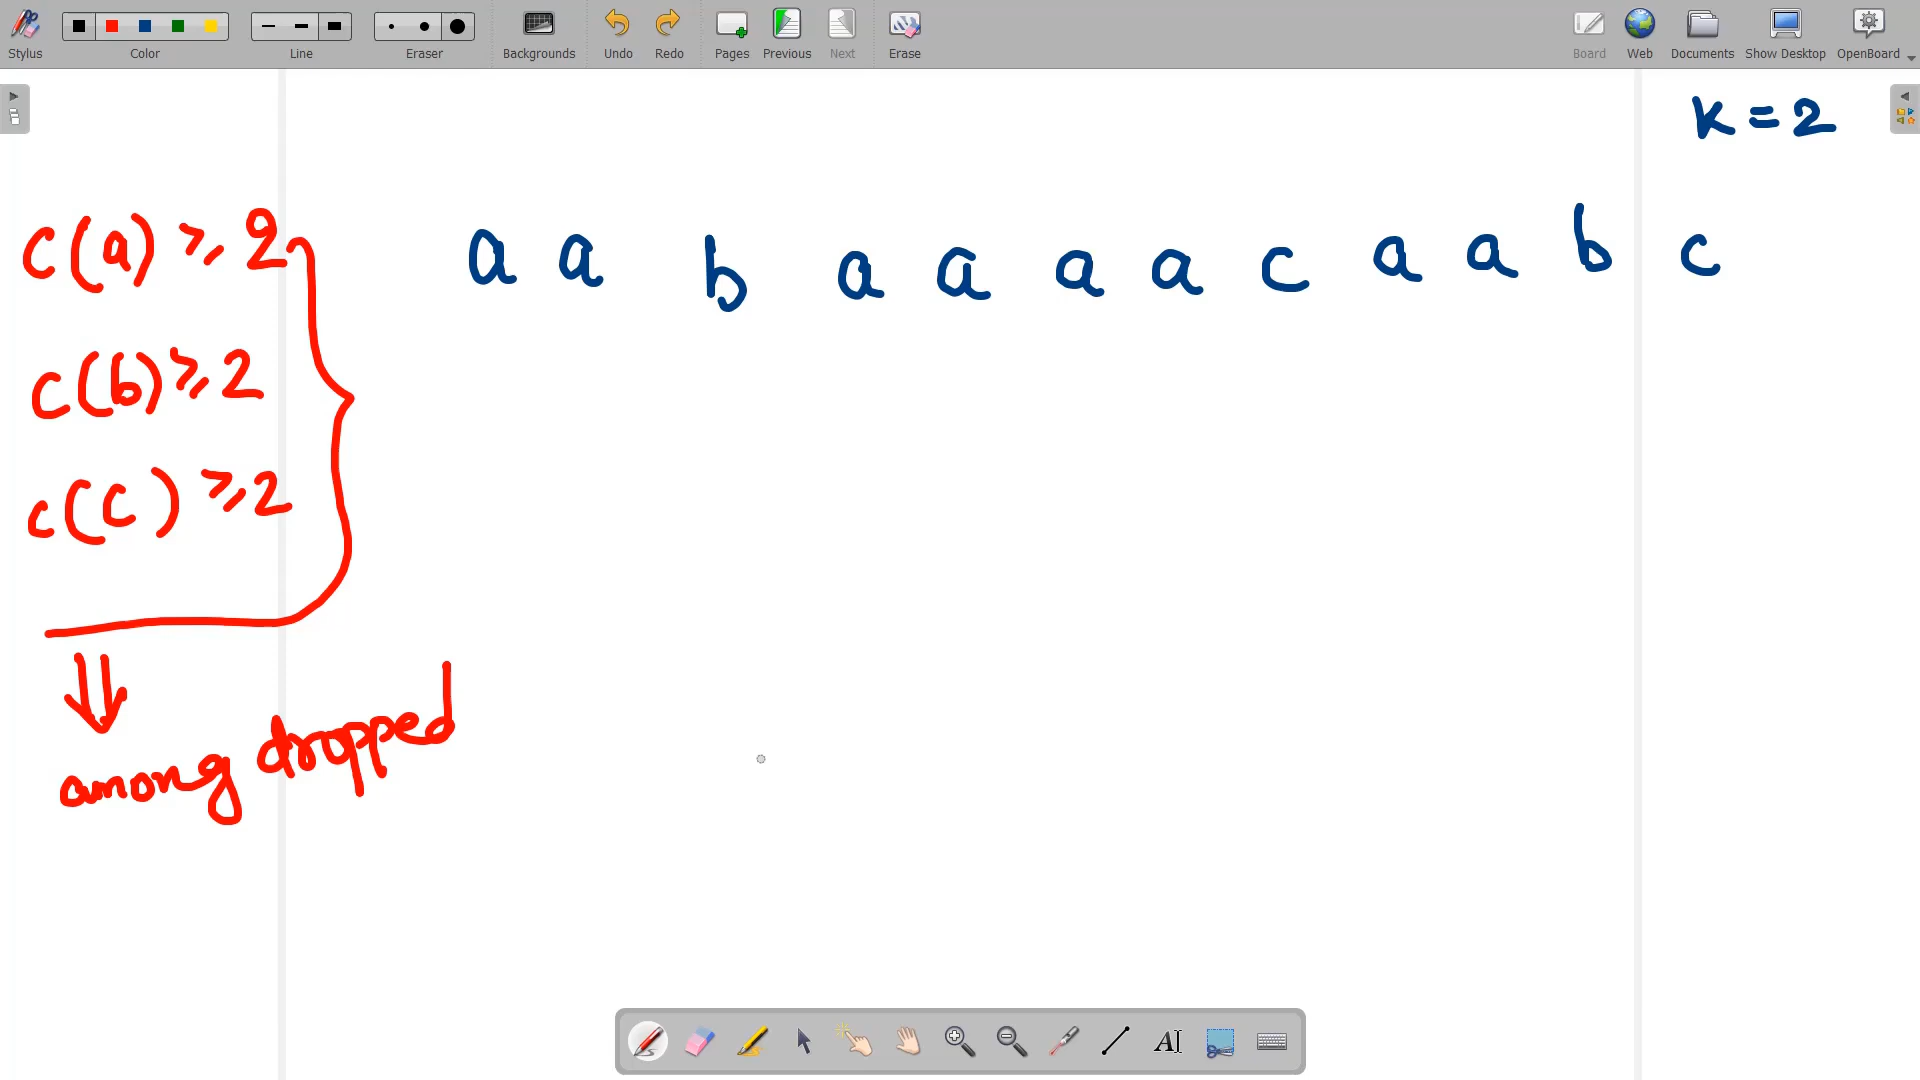 Stylus Color Line Eraser Backgrounds Undo Redo Pages Previous Next Erase Board Web Documents Show Desktop OpenBoard
k = 2
c(a) ⩾ 2
a a b a a a a c a a b c
c(b) ⩾ 2
c(c) ⩾ 2
⇓
among dropped